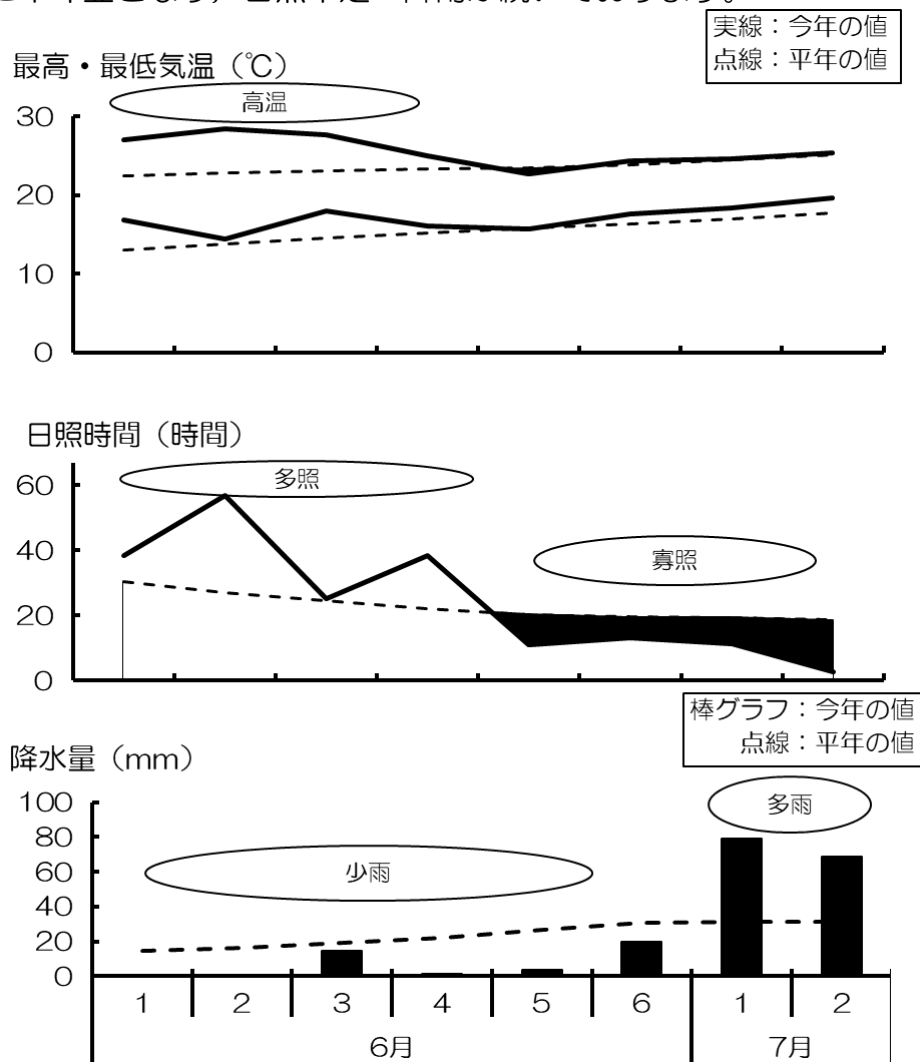 実線：今年の値
点線：平年の値
最高・最低気温（℃）
高温
30
20
10
0
日照時間（時間）
多照
60
40
寡照
20
0
棒グラフ：今年の値
点線：平年の値
降水量（mm）
多雨
100
80
60
少雨
40
20
0
1 2 3 4 5 6 1 2
6月 7月